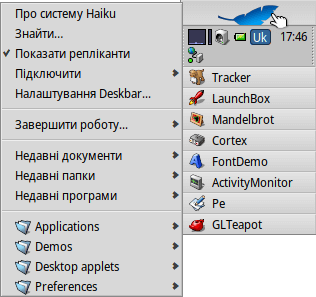 Про систему Haiku
Знайти...
Показати репліканти
Підключити
Налаштування Deskbar...
Завершити роботу...
Недавні документи
Недавні папки
Недавні програми
Applications
Demos
Desktop applets
Preferences
Uk 17:46
Tracker
LaunchBox
Mandelbrot
Cortex
FontDemo
ActivityMonitor
Pe
GLTeapot